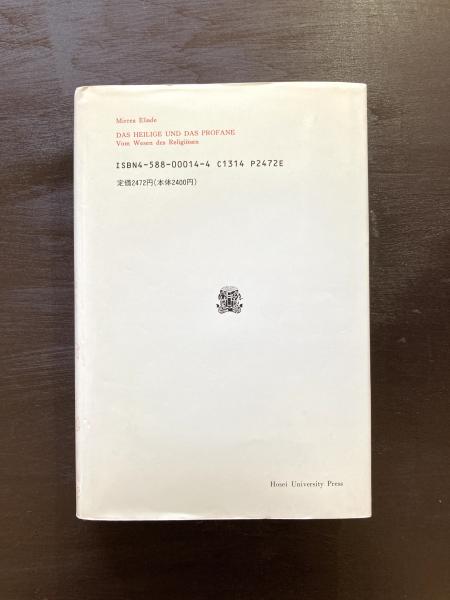 Mircea Eliade
DAS HEILIGE UND DAS PROFANE
Vom Wesen des Religiösen
ISBN4-588-00014-4 C1314 P2472E
定価2472円(本体2400円)
Hosei University Press